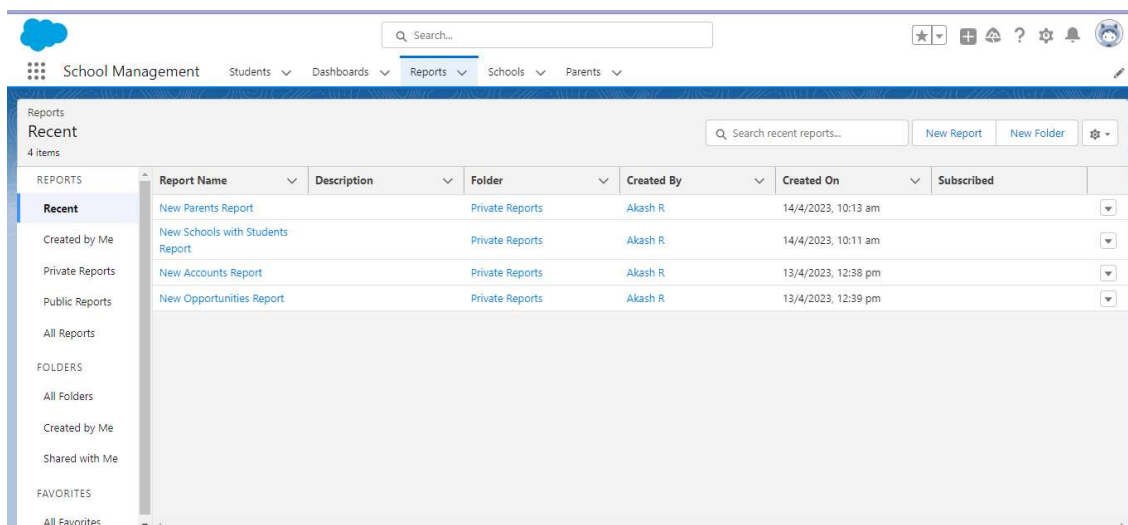 Search...
School Management Students Dashboards Reports Schools Parents
Reports
Recent
4 items
Search recent reports... New Report New Folder
REPORTS
Recent
Created by Me
Private Reports
Public Reports
All Reports
FOLDERS
All Folders
Created by Me
Shared with Me
FAVORITES
All Favorites
Report Name Description Folder Created By Created On Subscribed
New Parents Report Private Reports Akash R 14/4/2023, 10:13 am
New Schools with Students
Report Private Reports Akash R 14/4/2023, 10:11 am
New Accounts Report Private Reports Akash R 13/4/2023, 12:38 pm
New Opportunities Report Private Reports Akash R 13/4/2023, 12:39 pm